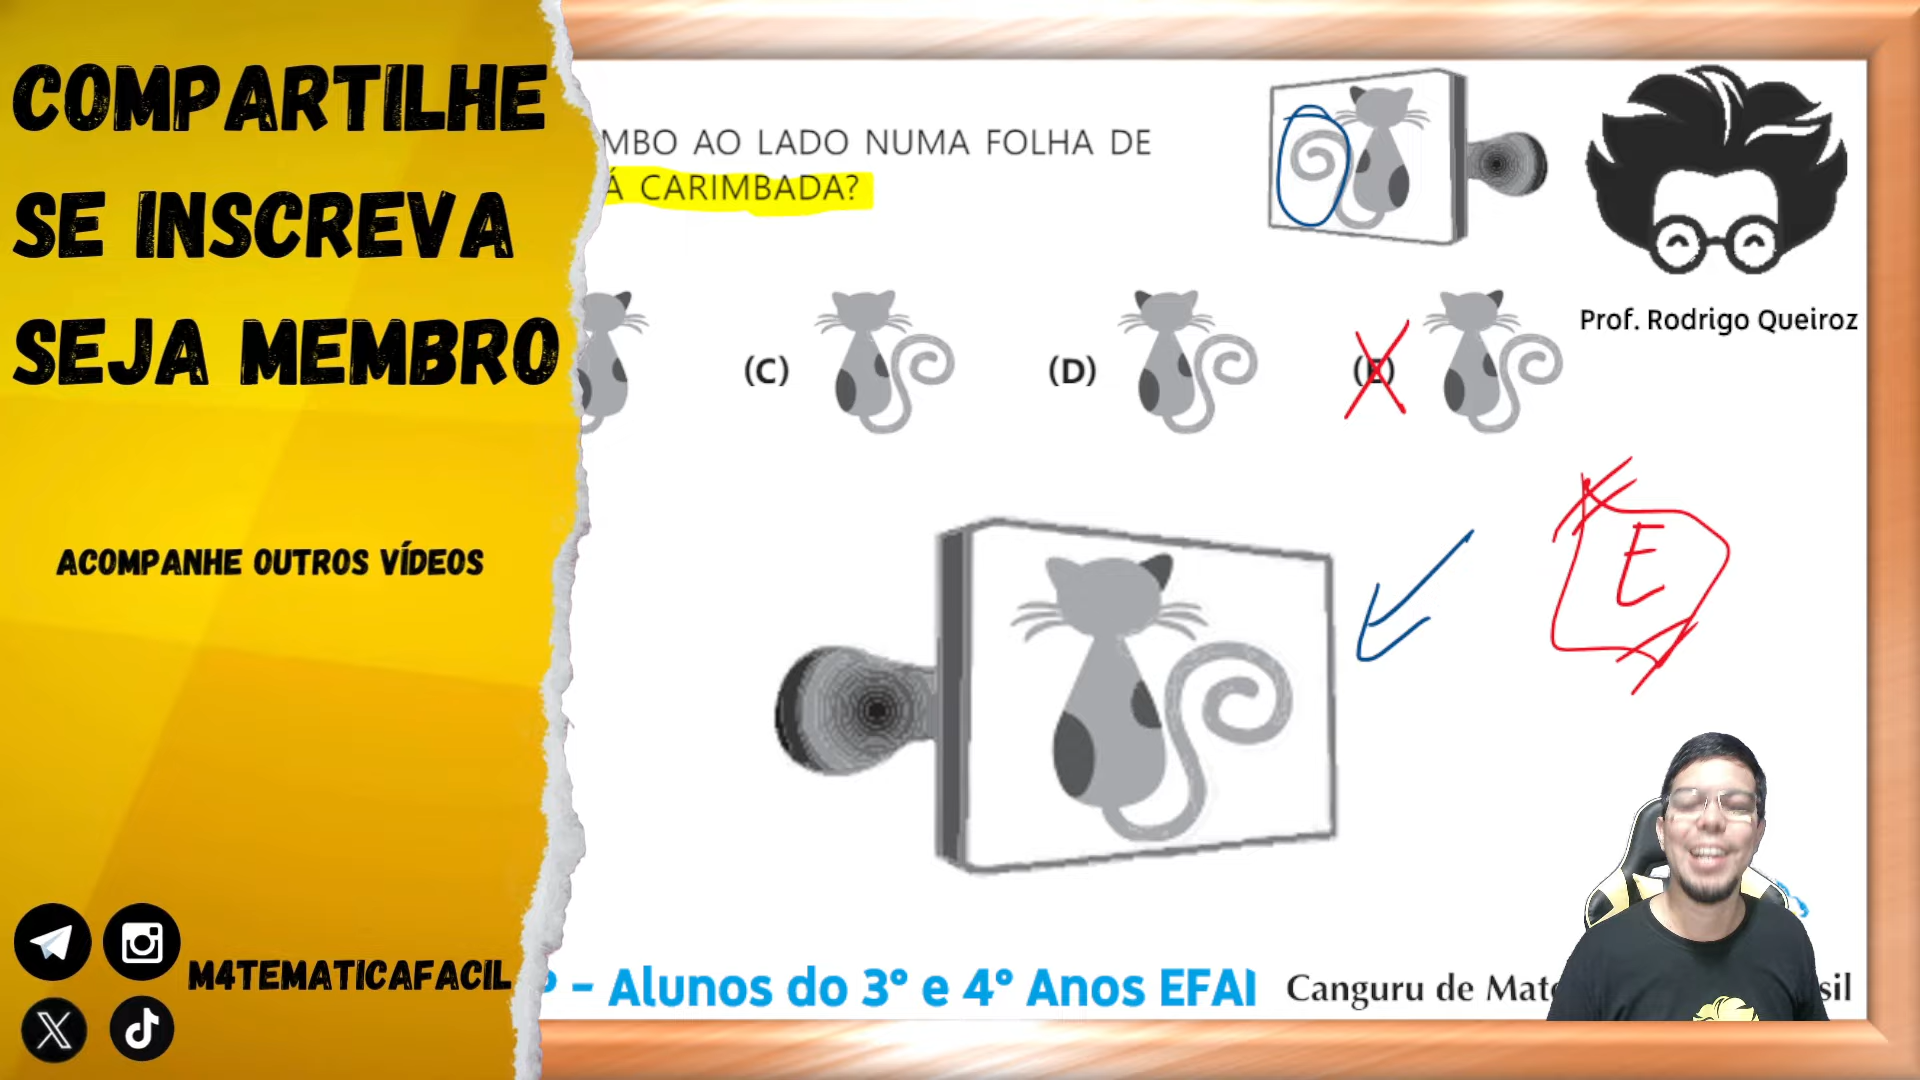 COMPARTILHE
SE INSCREVA
SEJA MEMBRO
ACOMPANHE OUTROS VÍDEOS
M4TEMATICAFACIL
MBO AO LADO NUMA FOLHA DE
Á CARIMBADA?
Prof. Rodrigo Queiroz
(C)
(D)
(E)
E
– Alunos do 3° e 4° Anos EFAI
Canguru de Mate
sil